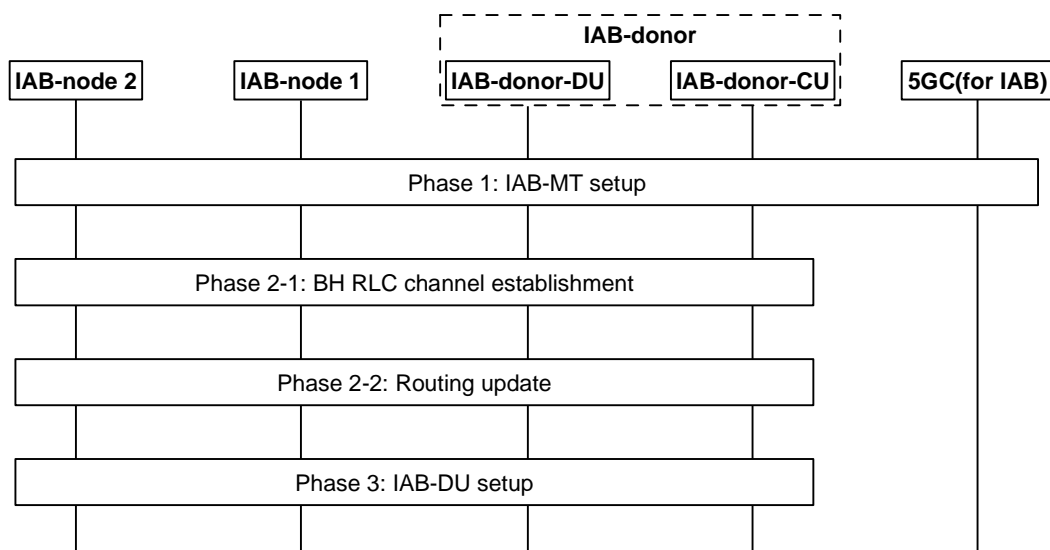 IAB-donor
IAB-node 2
IAB-node 1
IAB-donor-DU
IAB-donor-CU
5GC(for IAB)
Phase 1: IAB-MT setup
Phase 2-1: BH RLC channel establishment
Phase 2-2: Routing update
Phase 3: IAB-DU setup